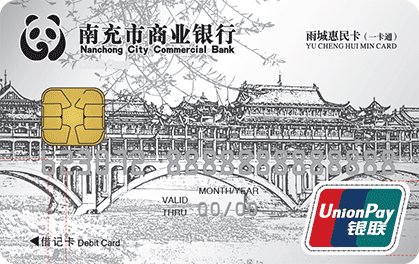 南充市商业银行
Nanchong City Commercial Bank
雨城惠民卡（一卡通）
YU CHENG HUI MIN CARD
MONTH/YEAR
VALID
THRU
00/00
借记卡 Debit Card
UnionPay
银联